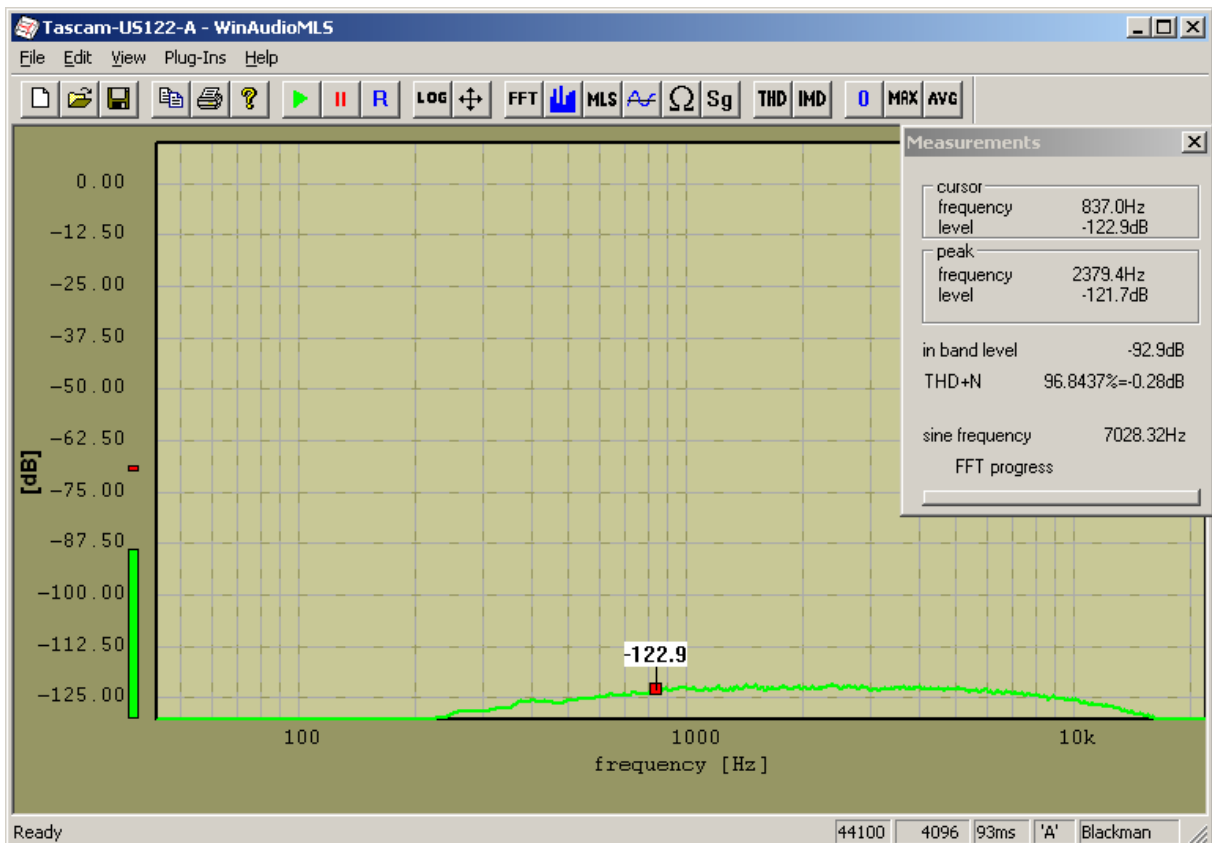 Tascam-US122-A - WinAudioMLS
File Edit View Plug-Ins Help
R LOG FFT MLS Ω Sg THD IMD 0 MAX AVG
Measurements
cursor
frequency 837.0Hz
level -122.9dB
peak
frequency 2379.4Hz
level -121.7dB
in band level -92.9dB
THD+N 96.8437%=-0.28dB
sine frequency 7028.32Hz
FFT progress
[dB]
0.00
-12.50
-25.00
-37.50
-50.00
-62.50
-75.00
-87.50
-100.00
-112.50
-125.00
-122.9
100 1000 10k
frequency [Hz]
Ready 44100 4096 93ms 'A' Blackman